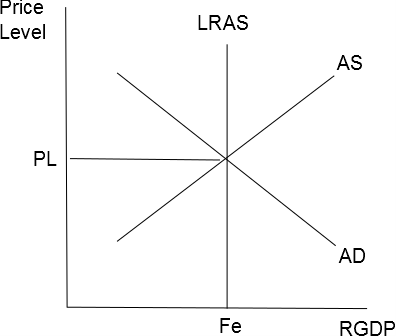 Price
Level
LRAS
AS
PL
AD
Fe
RGDP